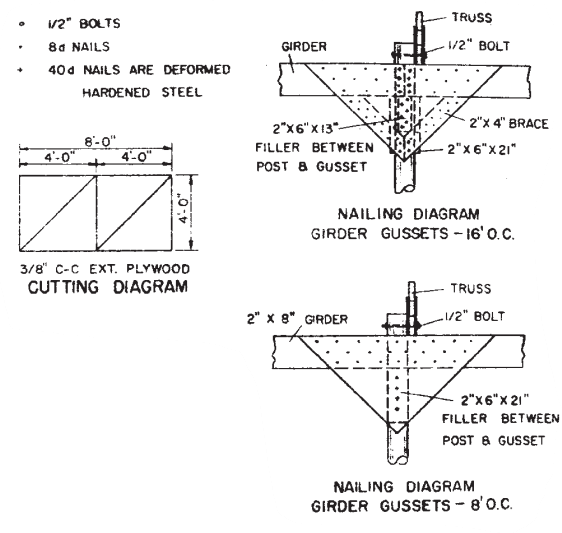 1/2" BOLTS
8d NAILS
40d NAILS ARE DEFORMED
HARDENED STEEL
8'-0"
4'-0" 4'-0"
4'-0"
3/8" C-C EXT. PLYWOOD
CUTTING DIAGRAM
TRUSS
1/2" BOLT
GIRDER
2"X6"X13"
FILLER BETWEEN
POST & GUSSET
2"X4" BRACE
2"X6"X21"
NAILING DIAGRAM
GIRDER GUSSETS - 16' O.C.
TRUSS
1/2" BOLT
2" X 8" GIRDER
2"X6"X21"
FILLER BETWEEN
POST & GUSSET
NAILING DIAGRAM
GIRDER GUSSETS - 8' O.C.